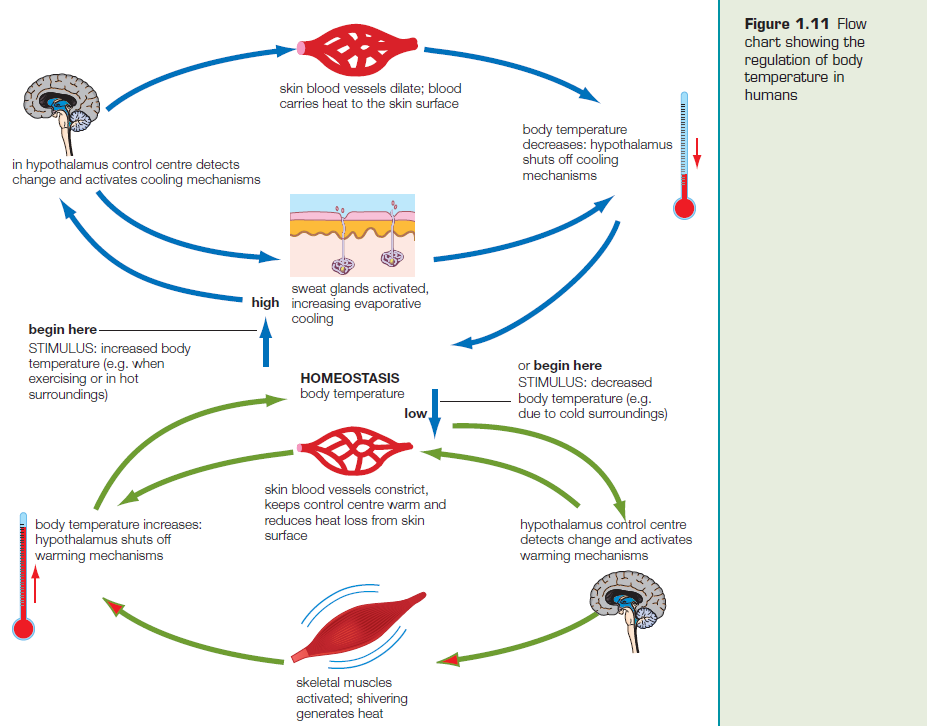 Figure 1.11 Flow
chart showing the
regulation of body
temperature in
humans
skin blood vessels dilate; blood
carries heat to the skin surface
body temperature
decreases: hypothalamus
shuts off cooling
mechanisms
in hypothalamus control centre detects
change and activates cooling mechanisms
sweat glands activated,
increasing evaporative
cooling
high
begin here
STIMULUS: increased body
temperature (e.g. when
exercising or in hot
surroundings)
HOMEOSTASIS
body temperature
low
or begin here
STIMULUS: decreased
body temperature (e.g.
due to cold surroundings)
skin blood vessels constrict,
keeps control centre warm and
reduces heat loss from skin
surface
body temperature increases:
hypothalamus shuts off
warming mechanisms
hypothalamus control centre
detects change and activates
warming mechanisms
skeletal muscles
activated; shivering
generates heat